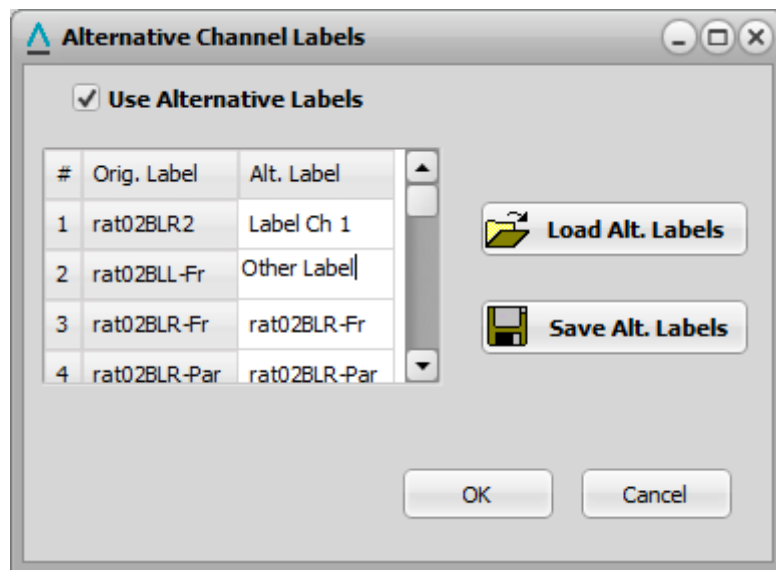 Alternative Channel Labels
Use Alternative Labels
# Orig. Label Alt. Label
1 rat02BLR2 Label Ch 1
2 rat02BLL-Fr Other Label
3 rat02BLR-Fr rat02BLR-Fr
4 rat02BLR-Par rat02BLR-Par
Load Alt. Labels
Save Alt. Labels
OK Cancel